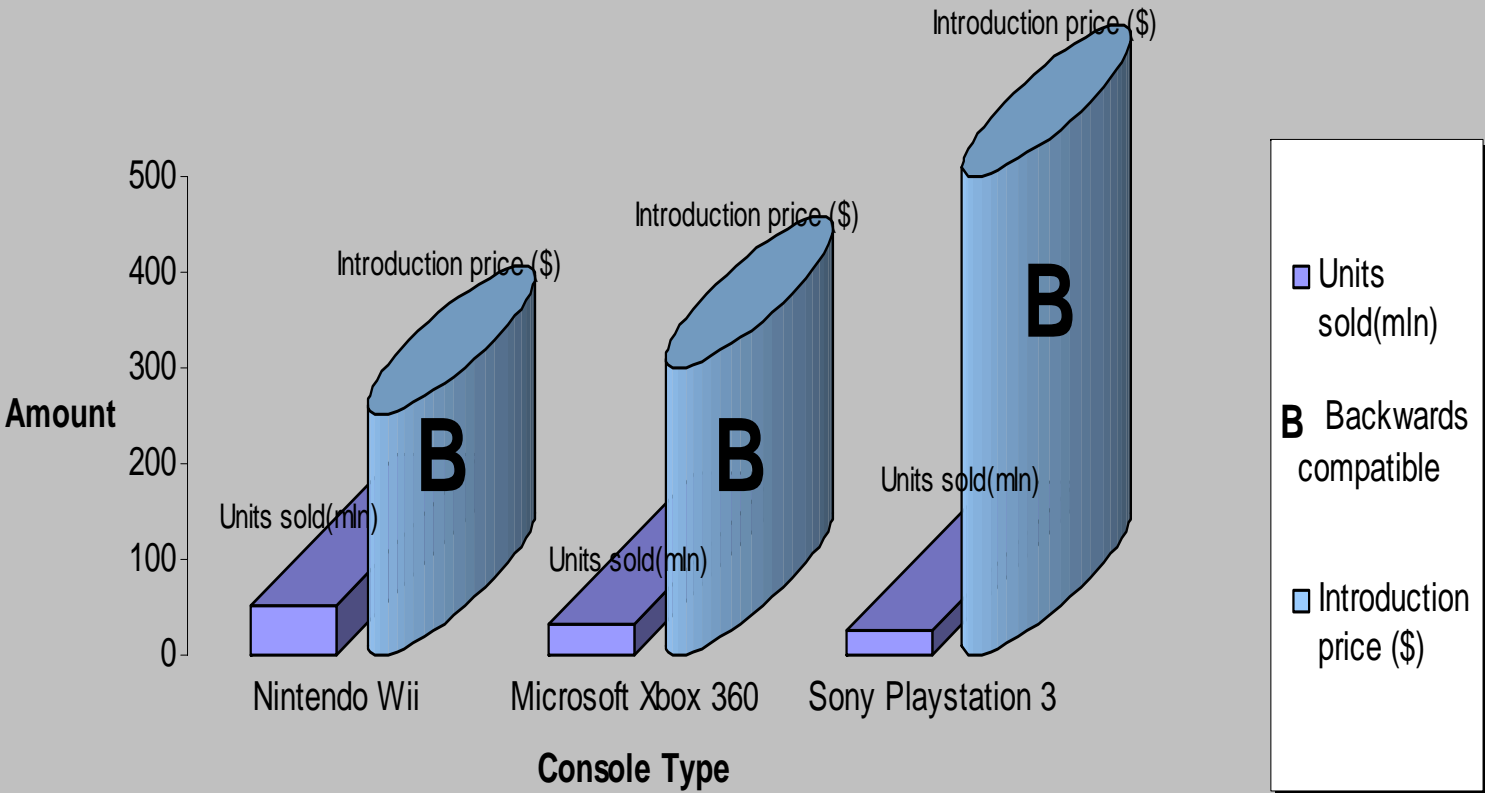 Introduction price ($)
500
Introduction price ($)
400
Introduction price ($)
Units
sold(mln)
300
B
B
B
Amount
B Backwards
compatible
200
Units sold(mln)
Units sold(mln)
100
Units sold(mln)
Introduction
price ($)
0
Nintendo Wii
Microsoft Xbox 360
Sony Playstation 3
Console Type